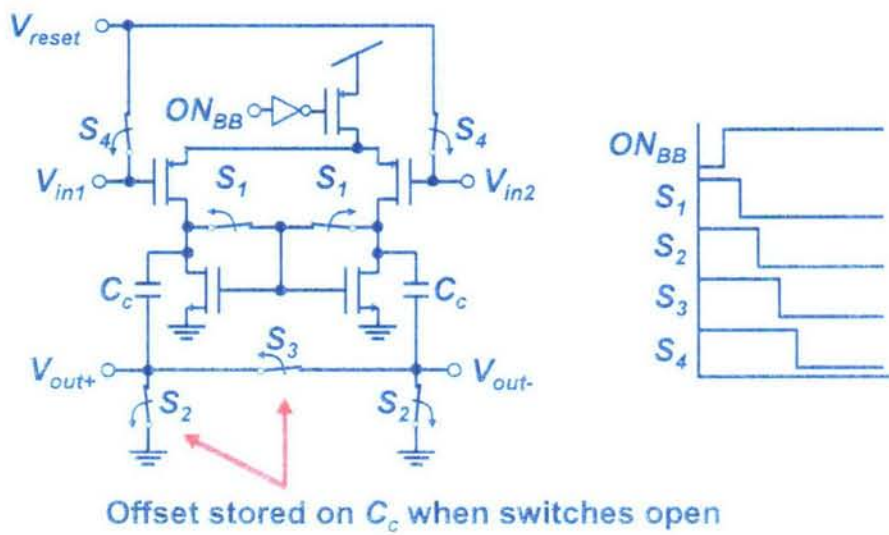 V_reset
ON_BB
S_4
S_4
V_in1
S_1
S_1
V_in2
C_c
C_c
S_3
V_out+
V_out-
S_2
S_2
ON_BB
S_1
S_2
S_3
S_4
Offset stored on C_c when switches open